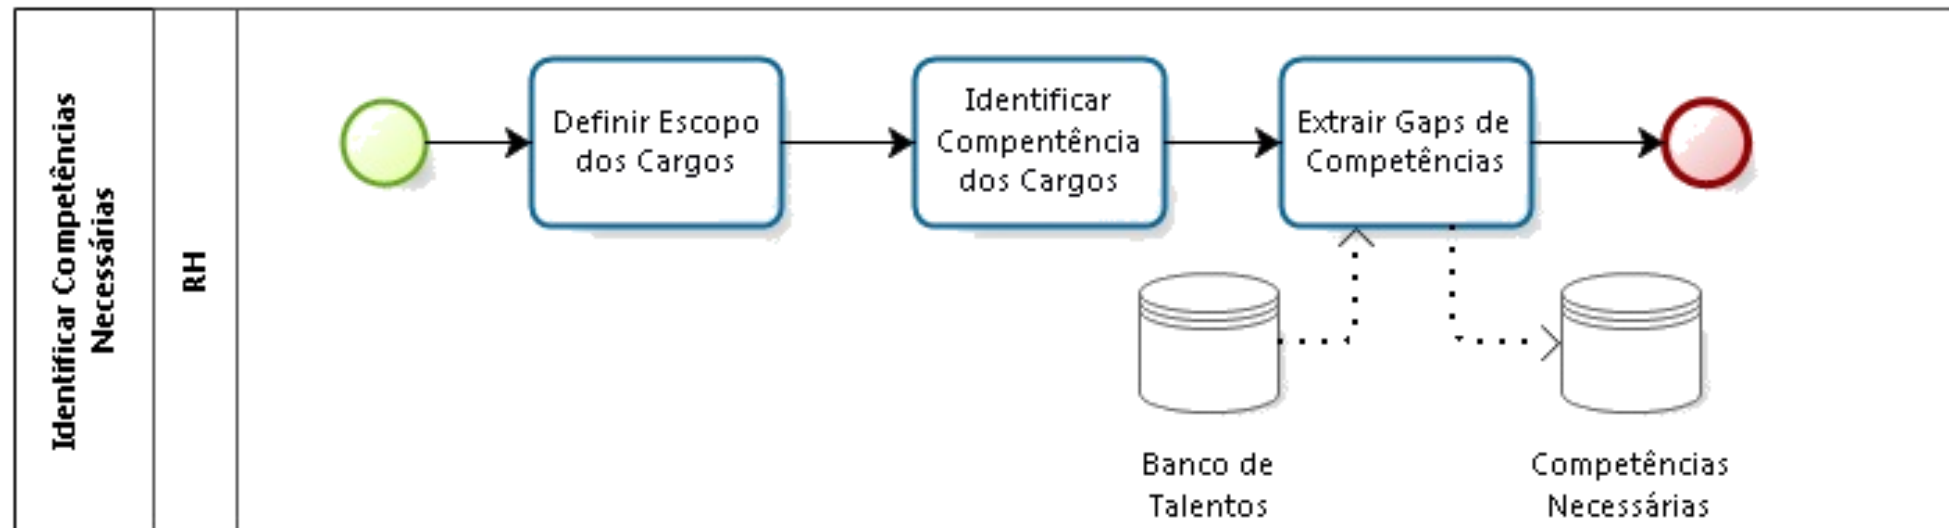 Identificar Competências
Necessárias
RH
Definir Escopo
dos Cargos
Identificar
Compentência
dos Cargos
Extrair Gaps de
Competências
Banco de
Talentos
Competências
Necessárias